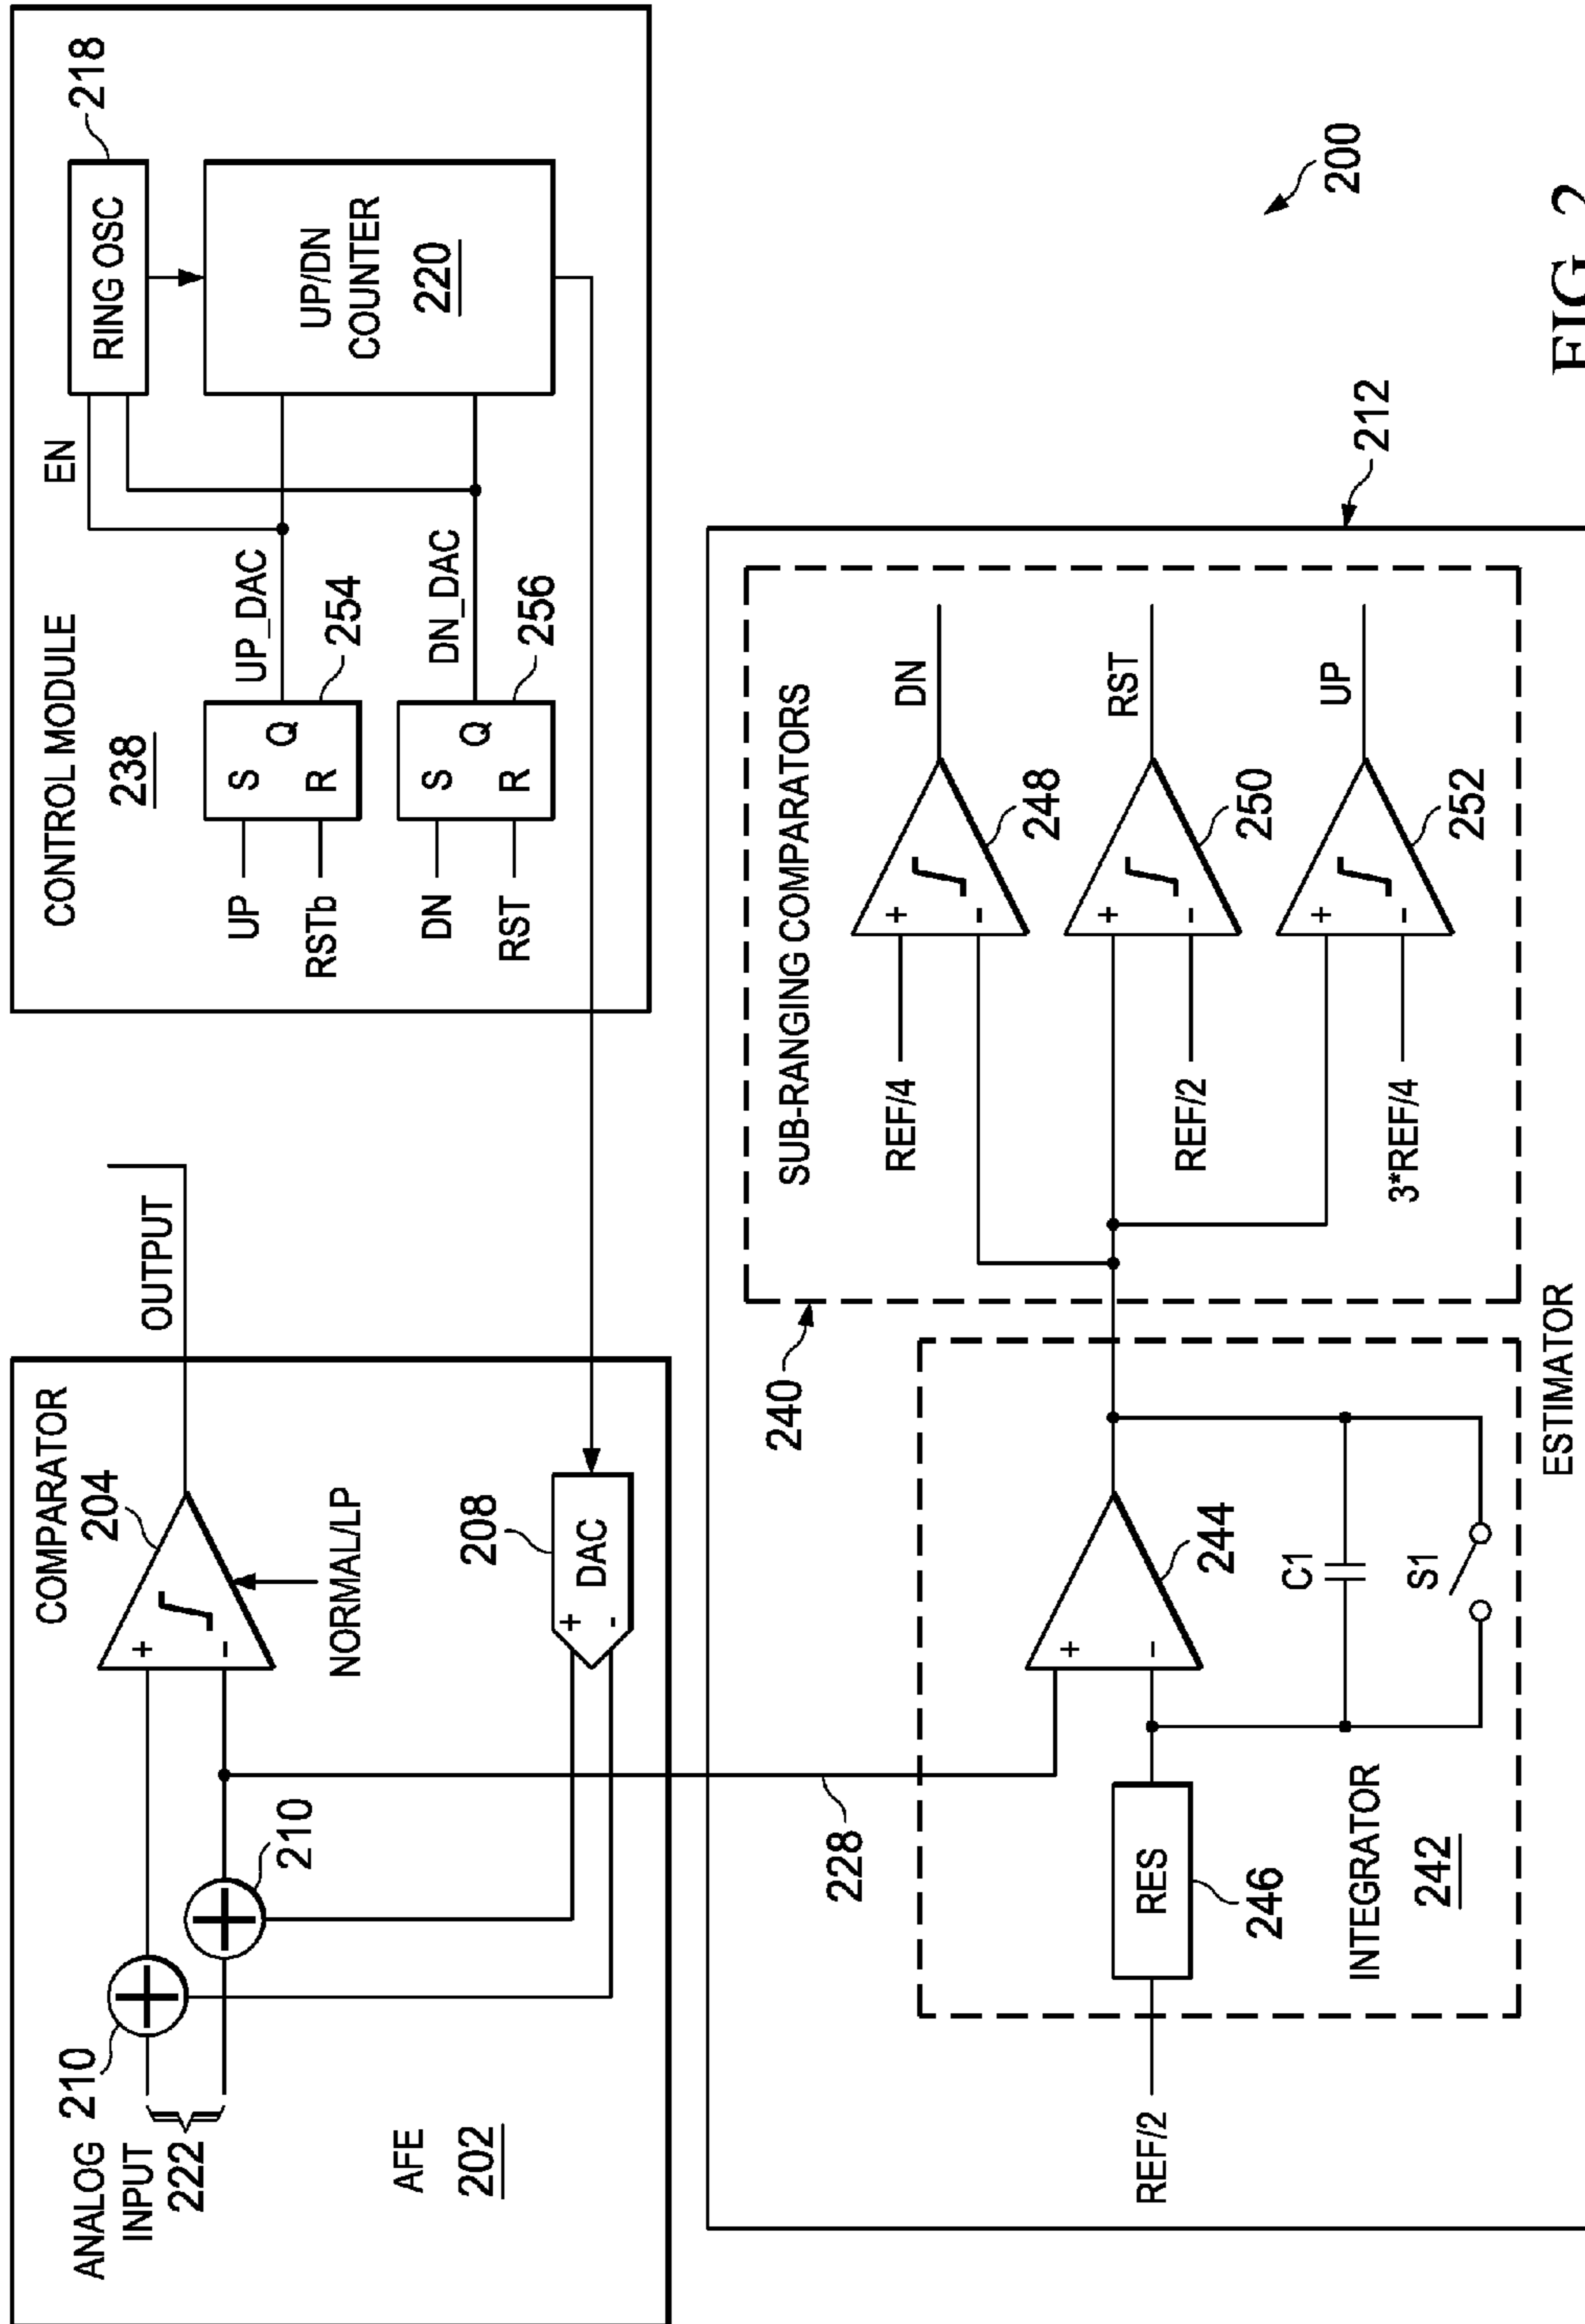 COMPARATOR
204
OUTPUT
ANALOG
INPUT
222
210
210
+
-
NORMAL/LP
208
DAC
+
-
AFE
202
CONTROL MODULE
238
UP
RSTb
S
Q
R
UP_DAC
254
DN
RST
S
Q
R
DN_DAC
256
EN
RING OSC
218
UP/DN
COUNTER
220
228
240
SUB-RANGING COMPARATORS
REF/4
+
-
248
DN
REF/2
+
-
250
RST
3*REF/4
+
-
252
UP
212
REF/2
RES
246
+
-
244
C1
S1
INTEGRATOR
242
ESTIMATOR
200
FIG. 2